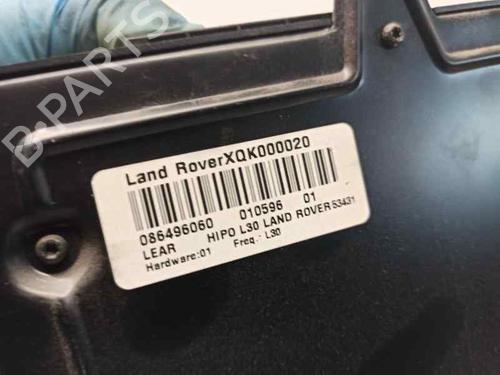 B-PARTS
Land RoverXQK000020
086496060 010596 01
LEAR HIPO L30 LAND ROVER 53431
Hardware:01 Freq.: L30